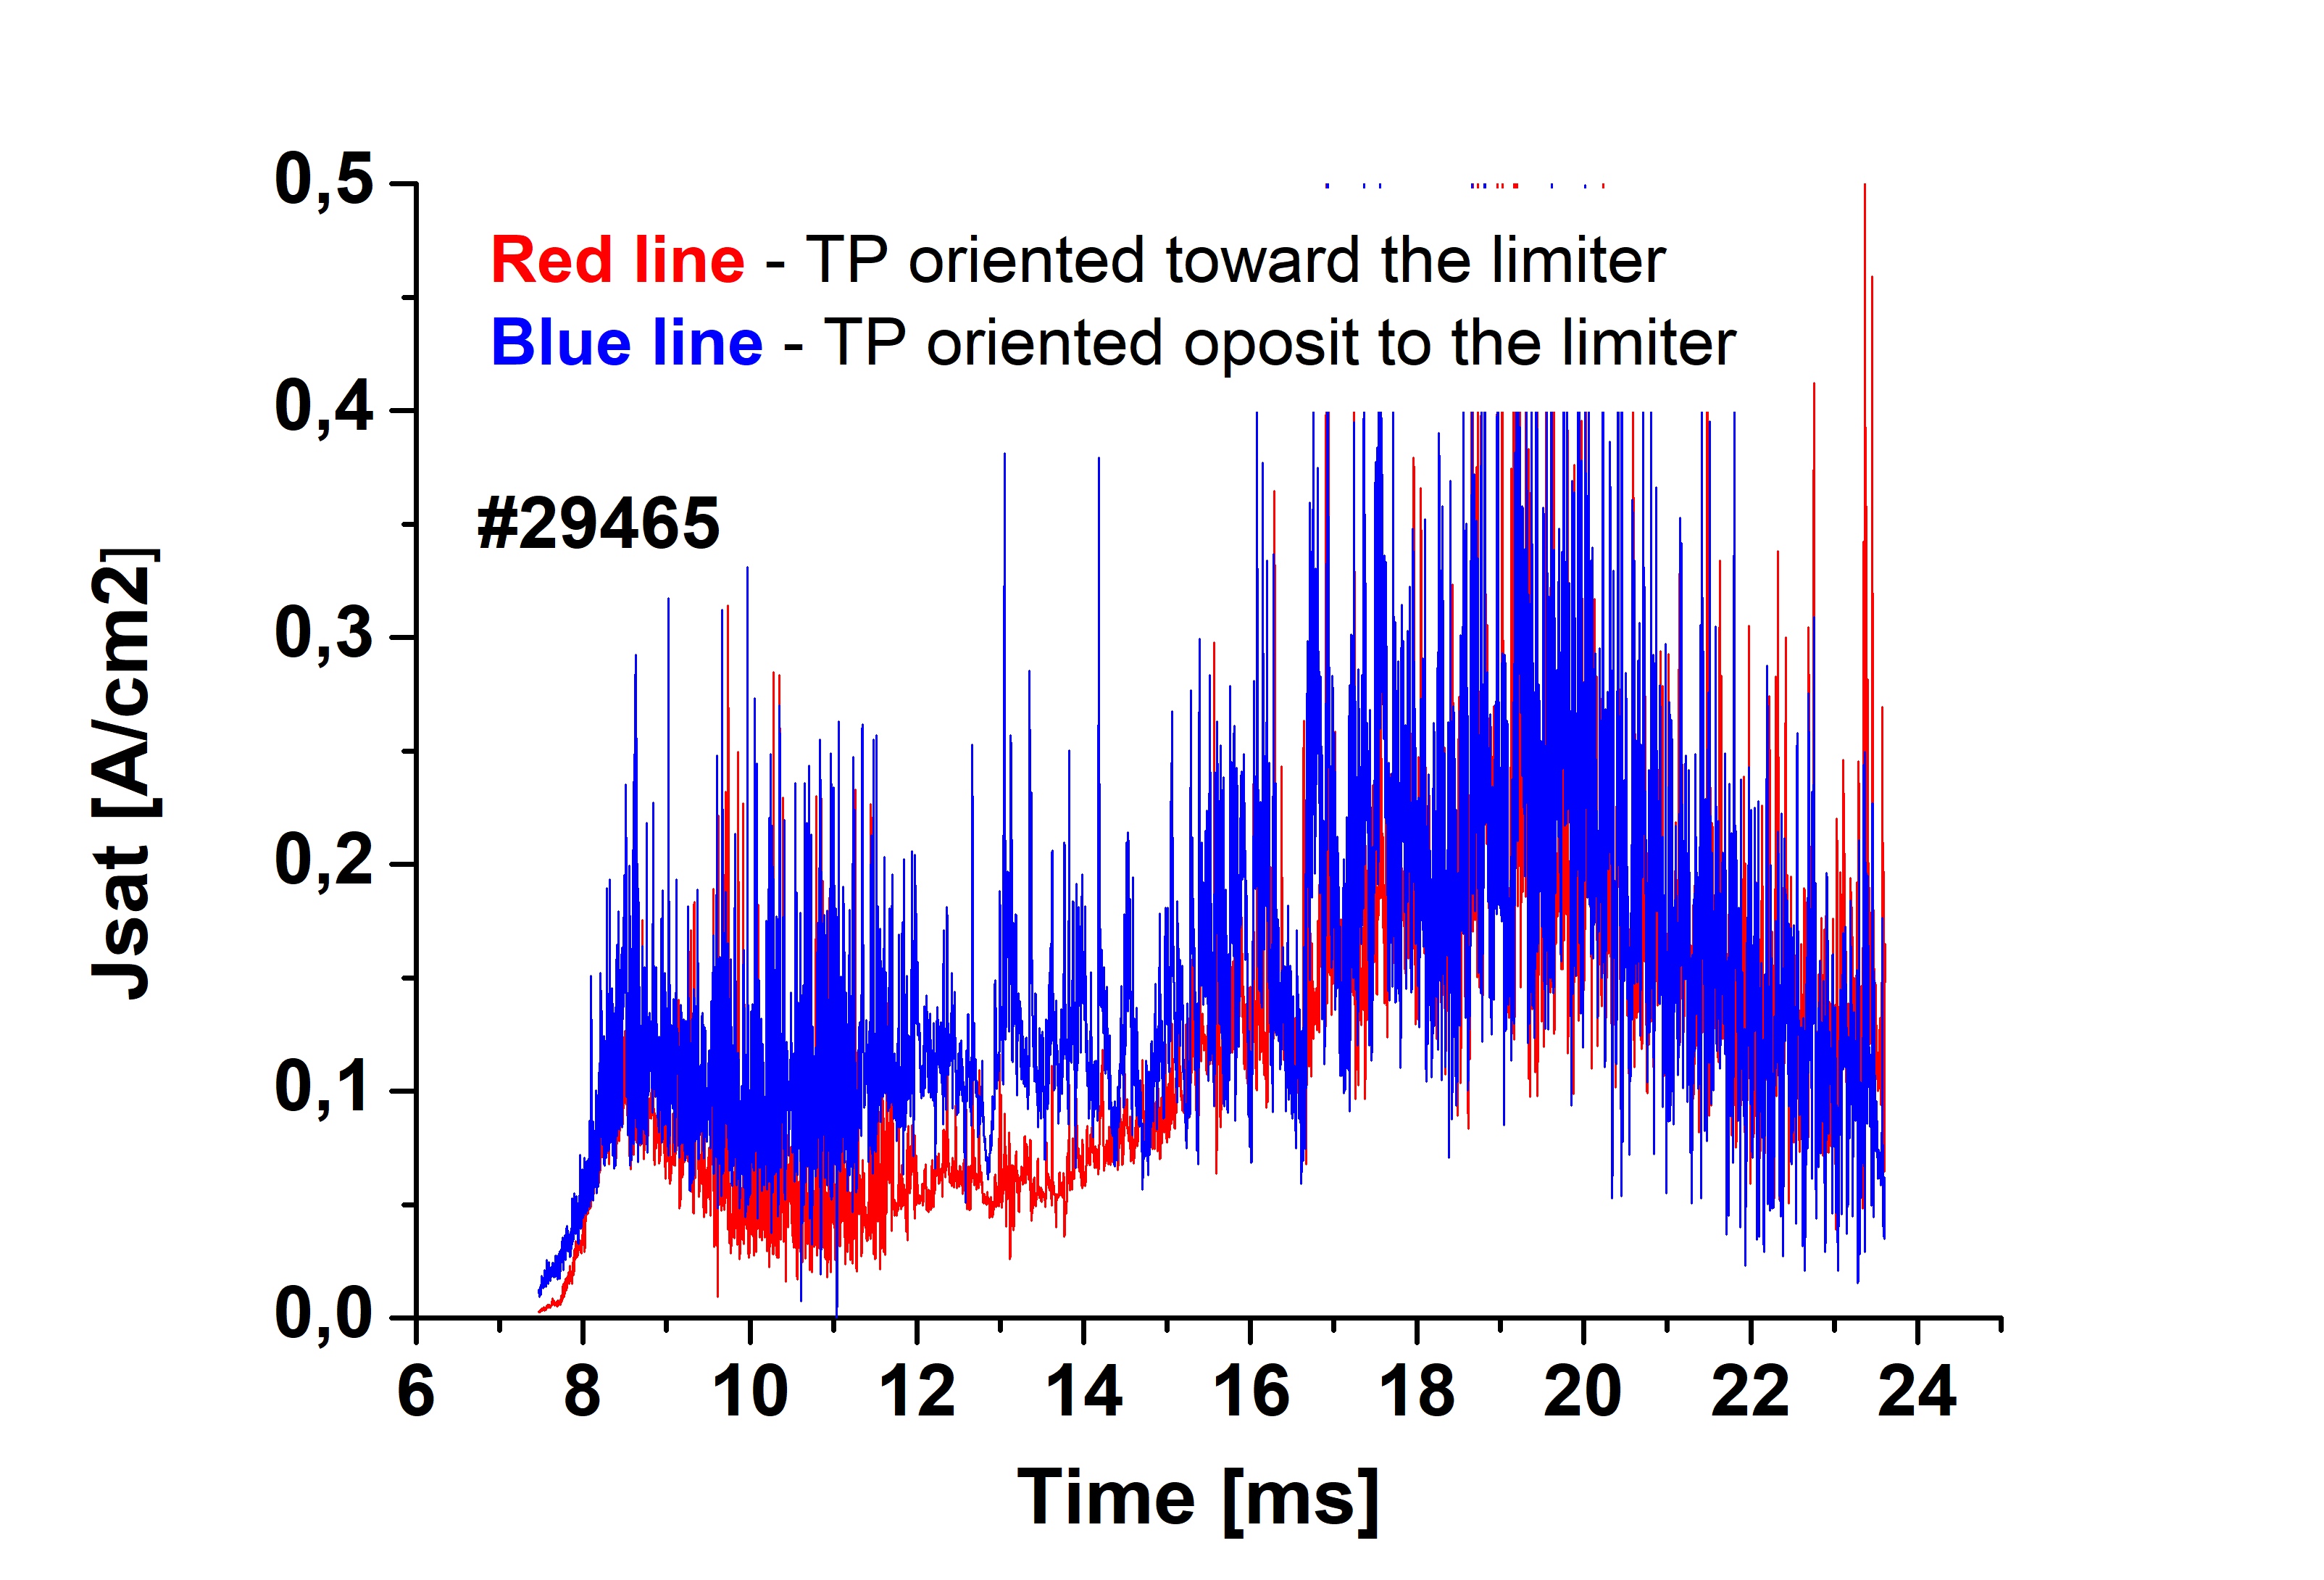 0,5
Red line - TP oriented toward the limiter
Blue line - TP oriented oposit to the limiter
0,4
#29465
0,3
Jsat [A/cm2]
0,2
0,1
0,0
6 8 10 12 14 16 18 20 22 24
Time [ms]